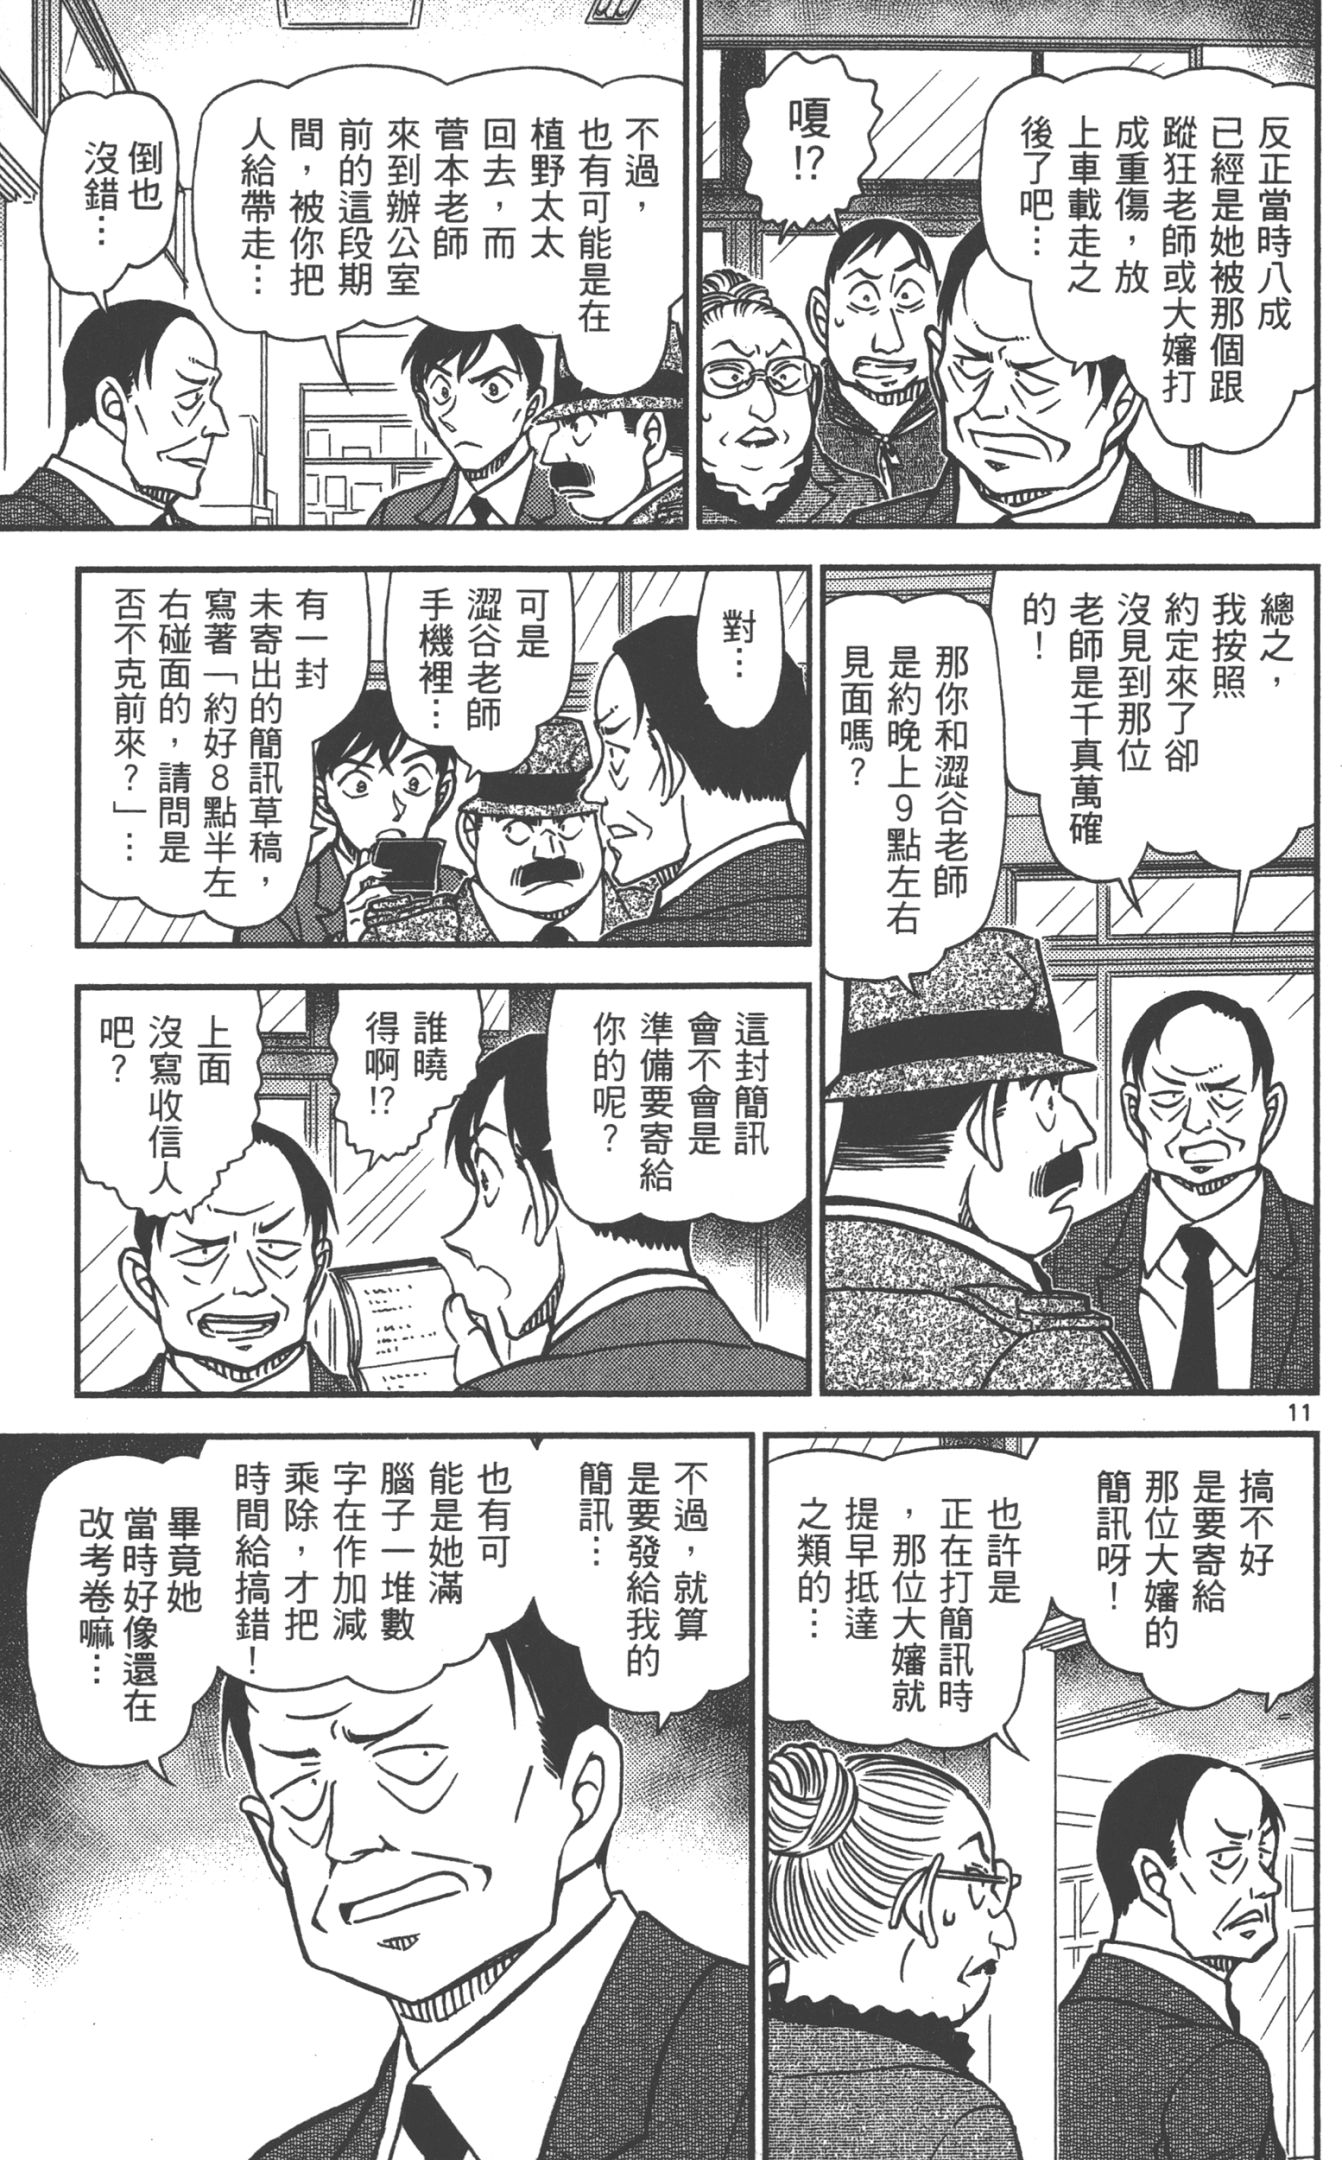 反正當時八成
已經是她被那個跟
蹤狂老師或大嬸打
成重傷，放
上車載走之
後了吧…
嗄!?
不過，
也有可能是在
植野太太
回去，而
菅本老師
來到辦公室
前的這段期
間，被你把
人給帶走…
倒也
沒錯…
總之，
我按照
約定來了卻
沒見到那位
老師是千真萬確
的！
那你和澀谷老師
是約晚上9點左右
見面嗎？
對…
可是
澀谷老師
手機裡…
有一封
未寄出的簡訊草稿，
寫著「約好8點半左
右碰面的，請問是
否不克前來？」…
這封簡訊
會不會是
準備要寄給
你的呢？
誰曉
得啊!?
上面
沒寫收信人
吧？
11
搞不好
是要寄給
那位大嬸的
簡訊呀！
也許是
正在打簡訊時
，那位大嬸就
提早抵達
之類的…
不過，就算
是要發給我的
簡訊…
也有可
能是她滿
腦子一堆數
字在作加減
乘除，才把
時間給搞錯！
畢竟她
當時好像還在
改考卷嘛…